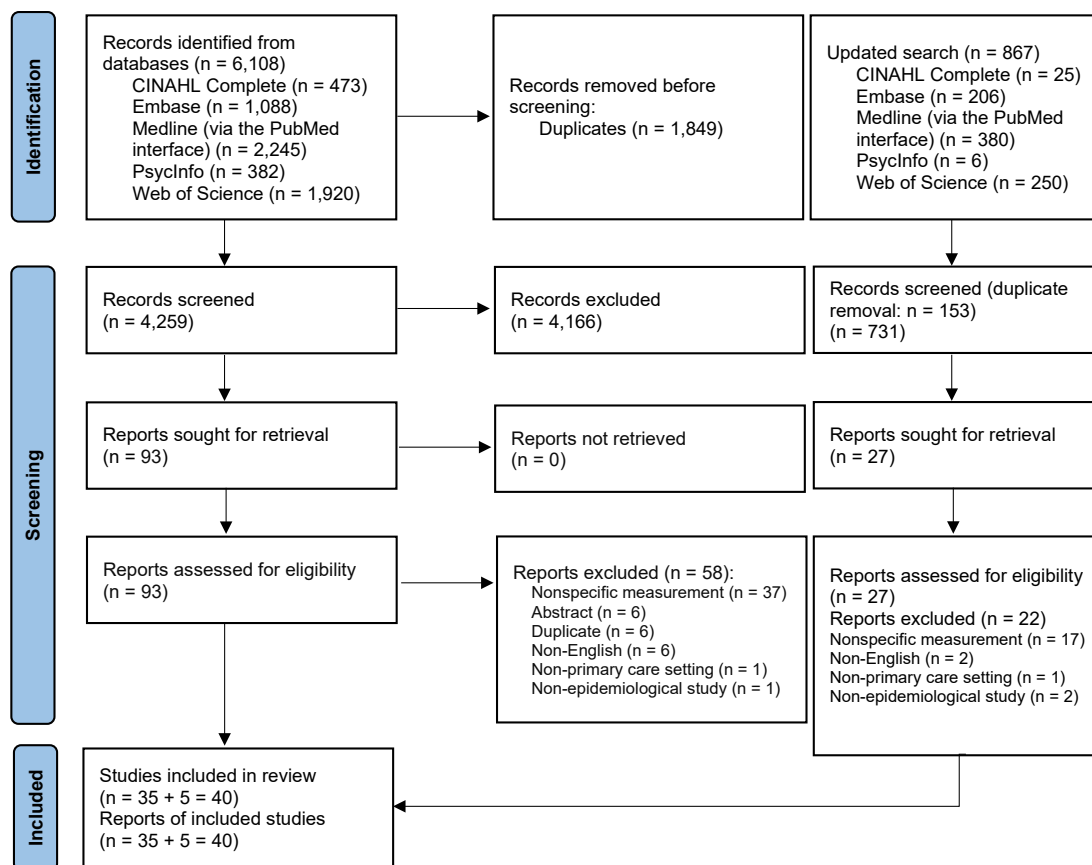 Identification
Records identified from
databases (n = 6,108)
CINAHL Complete (n = 473)
Embase (n = 1,088)
Medline (via the PubMed
interface) (n = 2,245)
PsycInfo (n = 382)
Web of Science (n = 1,920)
Records removed before
screening:
Duplicates (n = 1,849)
Updated search (n = 867)
CINAHL Complete (n = 25)
Embase (n = 206)
Medline (via the PubMed
interface) (n = 380)
PsycInfo (n = 6)
Web of Science (n = 250)
Screening
Records screened
(n = 4,259)
Records excluded
(n = 4,166)
Records screened (duplicate
removal: n = 153)
(n = 731)
Reports sought for retrieval
(n = 93)
Reports not retrieved
(n = 0)
Reports sought for retrieval
(n = 27)
Reports assessed for eligibility
(n = 93)
Reports excluded (n = 58):
Nonspecific measurement (n = 37)
Abstract (n = 6)
Duplicate (n = 6)
Non-English (n = 6)
Non-primary care setting (n = 1)
Non-epidemiological study (n = 1)
Reports assessed for eligibility
(n = 27)
Reports excluded (n = 22)
Nonspecific measurement (n = 17)
Non-English (n = 2)
Non-primary care setting (n = 1)
Non-epidemiological study (n = 2)
Included
Studies included in review
(n = 35 + 5 = 40)
Reports of included studies
(n = 35 + 5 = 40)